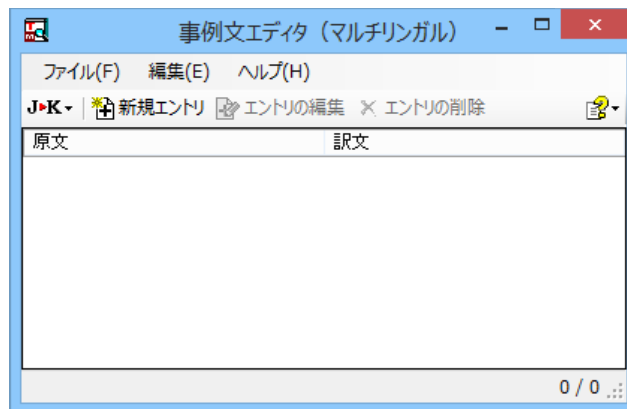 事例文エディタ（マルチリンガル）
ファイル(F) 編集(E) ヘルプ(H)
J▸K 新規エントリ エントリの編集 エントリの削除
原文 訳文
0 / 0